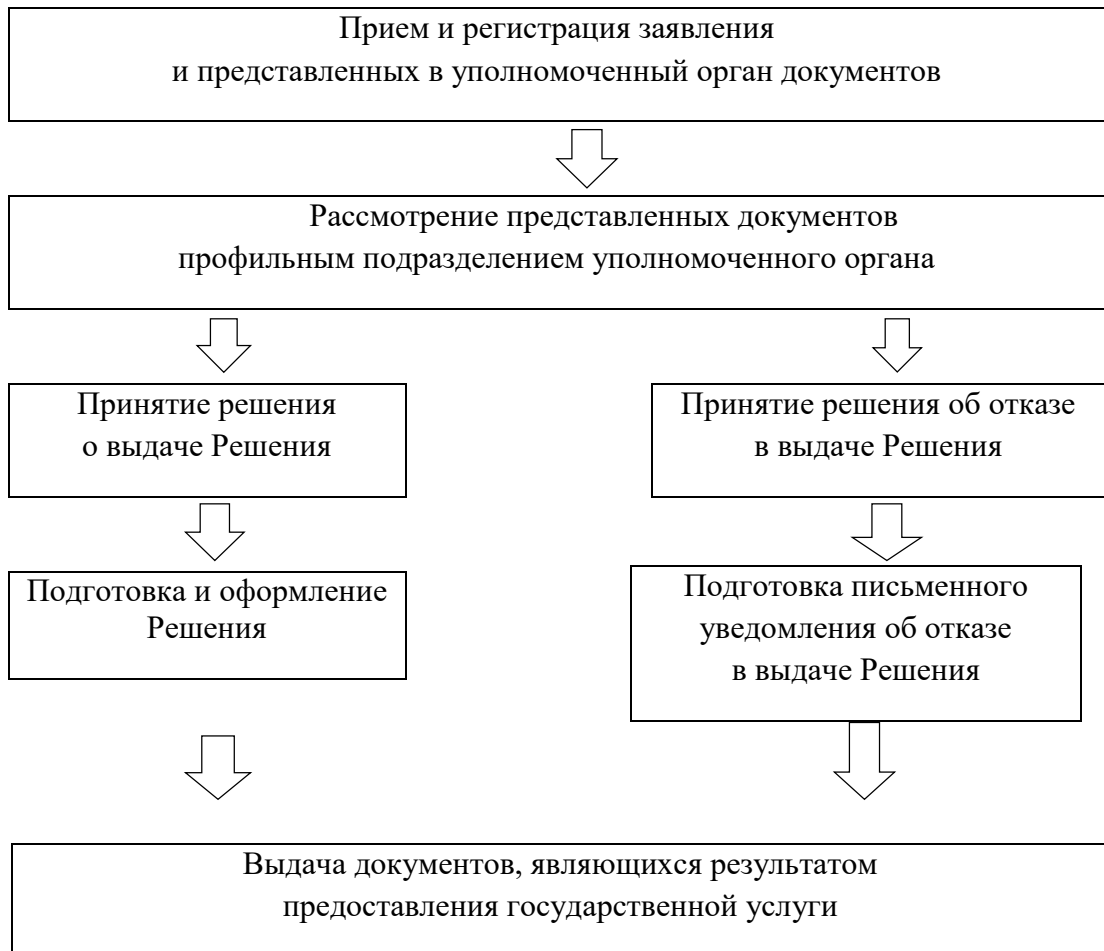 Прием и регистрация заявления
и представленных в уполномоченный орган документов
Рассмотрение представленных документов
профильным подразделением уполномоченного органа
Принятие решения
о выдаче Решения
Принятие решения об отказе
в выдаче Решения
Подготовка и оформление
Решения
Подготовка письменного
уведомления об отказе
в выдаче Решения
Выдача документов, являющихся результатом
предоставления государственной услуги